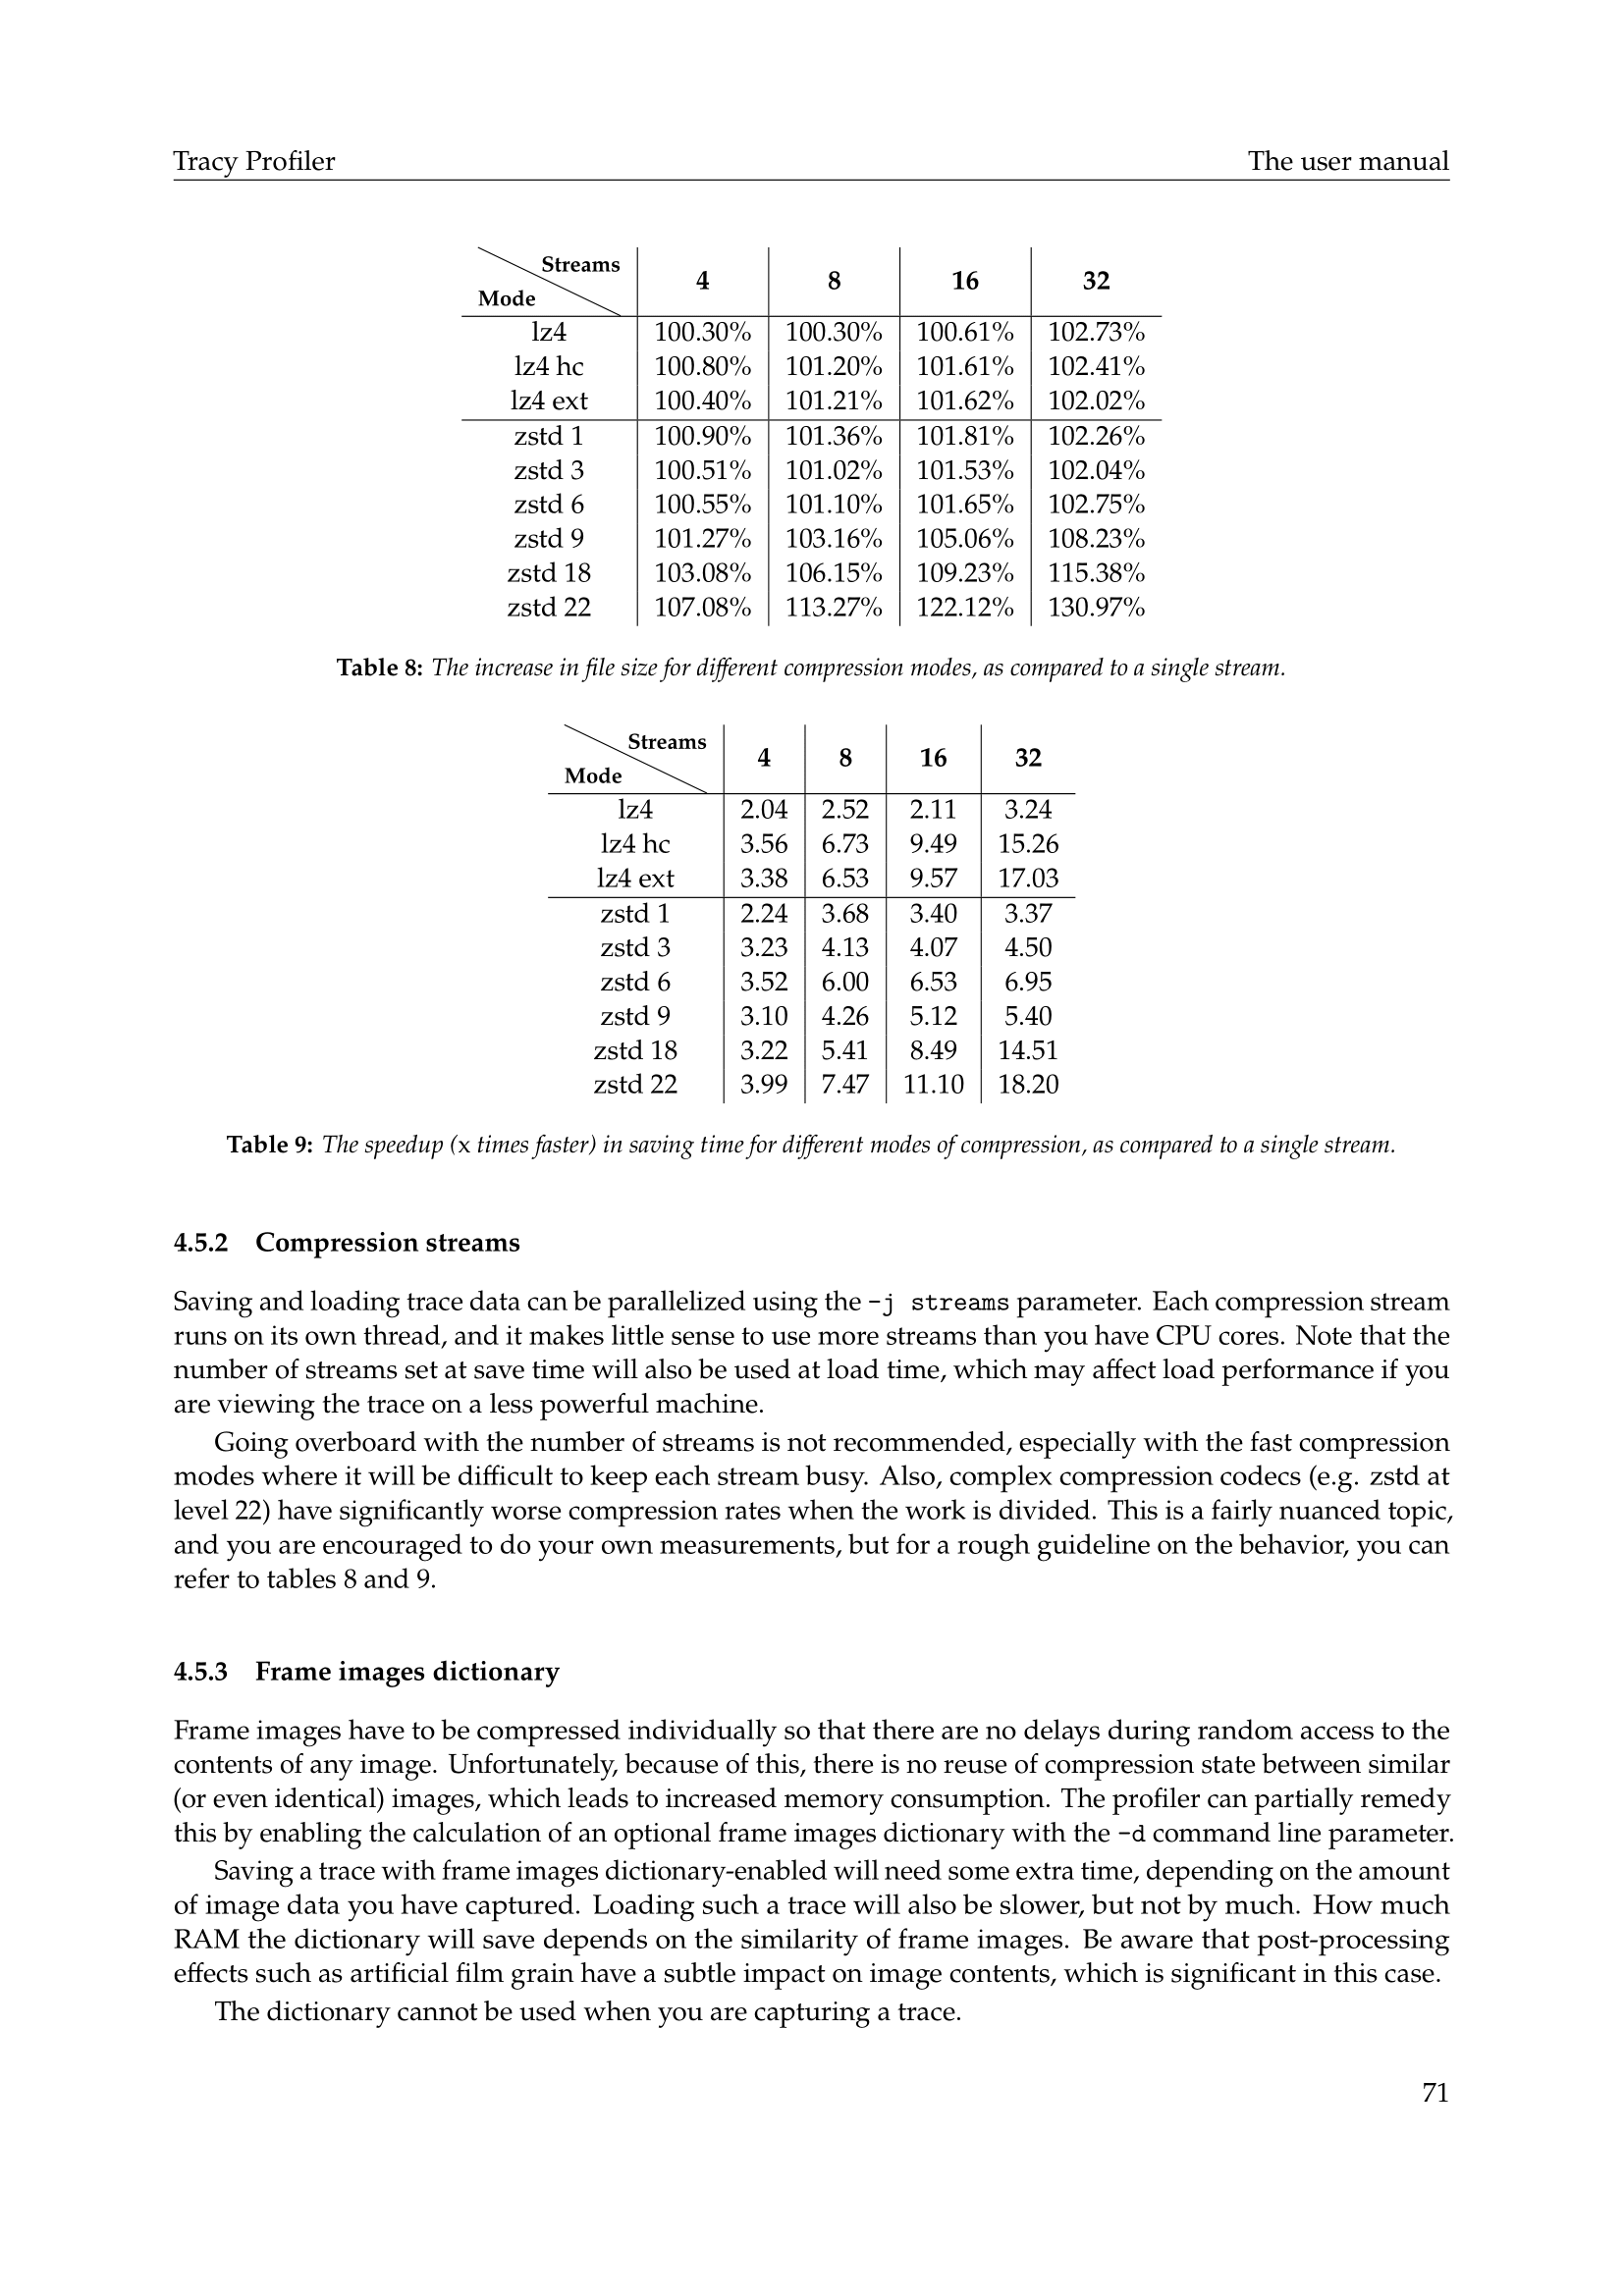 Tracy Profiler The user manual
Streams
Mode
4 8 16 32
lz4 100.30% 100.30% 100.61% 102.73%
lz4 hc 100.80% 101.20% 101.61% 102.41%
lz4 ext 100.40% 101.21% 101.62% 102.02%
zstd 1 100.90% 101.36% 101.81% 102.26%
zstd 3 100.51% 101.02% 101.53% 102.04%
zstd 6 100.55% 101.10% 101.65% 102.75%
zstd 9 101.27% 103.16% 105.06% 108.23%
zstd 18 103.08% 106.15% 109.23% 115.38%
zstd 22 107.08% 113.27% 122.12% 130.97%
Table 8: The increase in file size for different compression modes, as compared to a single stream.
Streams
Mode
4 8 16 32
lz4 2.04 2.52 2.11 3.24
lz4 hc 3.56 6.73 9.49 15.26
lz4 ext 3.38 6.53 9.57 17.03
zstd 1 2.24 3.68 3.40 3.37
zstd 3 3.23 4.13 4.07 4.50
zstd 6 3.52 6.00 6.53 6.95
zstd 9 3.10 4.26 5.12 5.40
zstd 18 3.22 5.41 8.49 14.51
zstd 22 3.99 7.47 11.10 18.20
Table 9: The speedup (x times faster) in saving time for different modes of compression, as compared to a single stream.
4.5.2 Compression streams
Saving and loading trace data can be parallelized using the -j streams parameter. Each compression stream
runs on its own thread, and it makes little sense to use more streams than you have CPU cores. Note that the
number of streams set at save time will also be used at load time, which may affect load performance if you
are viewing the trace on a less powerful machine.
Going overboard with the number of streams is not recommended, especially with the fast compression
modes where it will be difficult to keep each stream busy. Also, complex compression codecs (e.g. zstd at
level 22) have significantly worse compression rates when the work is divided. This is a fairly nuanced topic,
and you are encouraged to do your own measurements, but for a rough guideline on the behavior, you can
refer to tables 8 and 9.
4.5.3 Frame images dictionary
Frame images have to be compressed individually so that there are no delays during random access to the
contents of any image. Unfortunately, because of this, there is no reuse of compression state between similar
(or even identical) images, which leads to increased memory consumption. The profiler can partially remedy
this by enabling the calculation of an optional frame images dictionary with the -d command line parameter.
Saving a trace with frame images dictionary-enabled will need some extra time, depending on the amount
of image data you have captured. Loading such a trace will also be slower, but not by much. How much
RAM the dictionary will save depends on the similarity of frame images. Be aware that post-processing
effects such as artificial film grain have a subtle impact on image contents, which is significant in this case.
The dictionary cannot be used when you are capturing a trace.
71